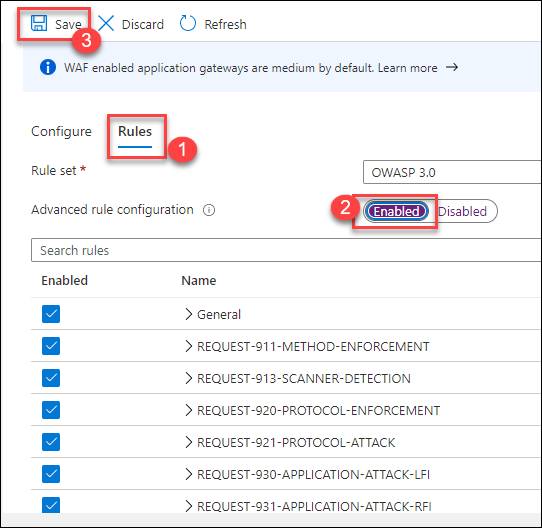 Save Discard Refresh
3
WAF enabled application gateways are medium by default. Learn more →
Configure Rules
1
Rule set * OWASP 3.0
Advanced rule configuration 2 Enabled Disabled
Search rules
Enabled Name
General
REQUEST-911-METHOD-ENFORCEMENT
REQUEST-913-SCANNER-DETECTION
REQUEST-920-PROTOCOL-ENFORCEMENT
REQUEST-921-PROTOCOL-ATTACK
REQUEST-930-APPLICATION-ATTACK-LFI
REQUEST-931-APPLICATION-ATTACK-RFI